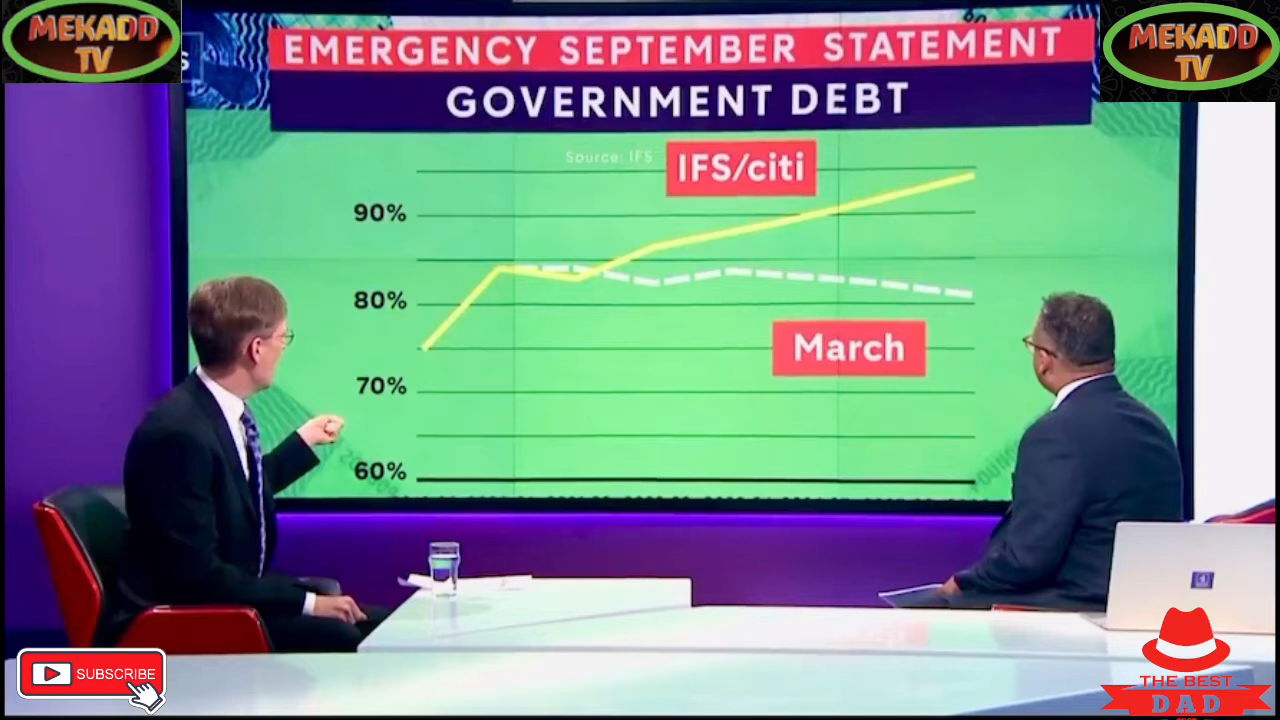 MEKADD
TV
MEKADD
TV
S
EMERGENCY SEPTEMBER STATEMENT
GOVERNMENT DEBT
Source: IFS
IFS/citi
90%
80%
March
70%
60%
SUBSCRIBE
THE BEST
DAD